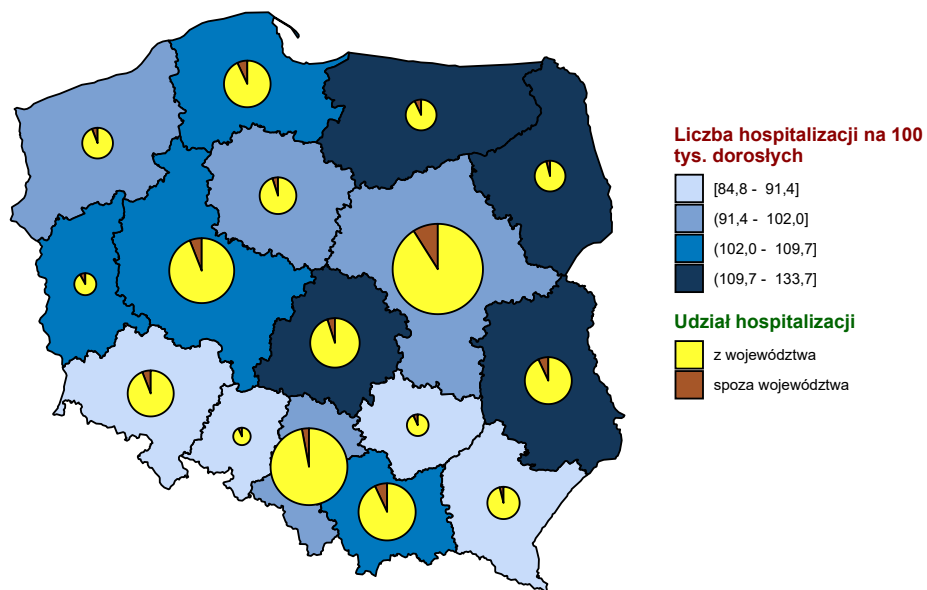 Liczba hospitalizacji na 100
tys. dorosłych
[84,8 - 91,4]
(91,4 - 102,0]
(102,0 - 109,7]
(109,7 - 133,7]
Udział hospitalizacji
z województwa
spoza województwa